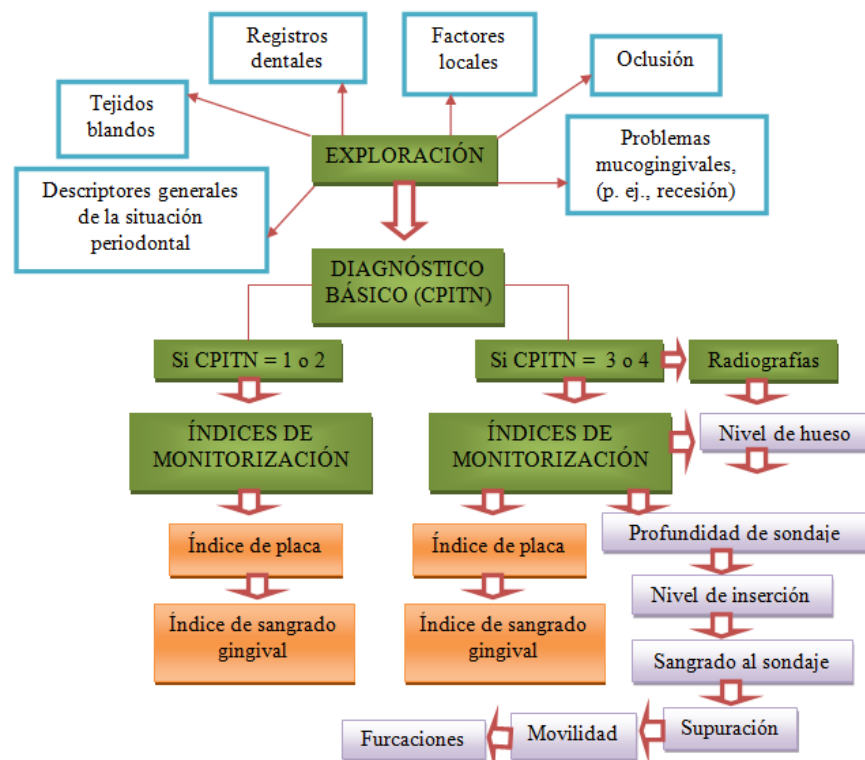 Registros
dentales
Factores
locales
Oclusión
Tejidos
blandos
EXPLORACIÓN
Problemas
mucogingivales,
(p. ej., recesión)
Descriptores generales
de la situación
periodontal
DIAGNÓSTICO
BÁSICO (CPITN)
Si CPITN = 1 o 2
Si CPITN = 3 o 4
Radiografías
ÍNDICES DE
MONITORIZACIÓN
ÍNDICES DE
MONITORIZACIÓN
Nivel de hueso
Índice de placa
Índice de placa
Profundidad de sondaje
Nivel de inserción
Índice de sangrado
gingival
Índice de sangrado
gingival
Sangrado al sondaje
Supuración
Movilidad
Furcaciones